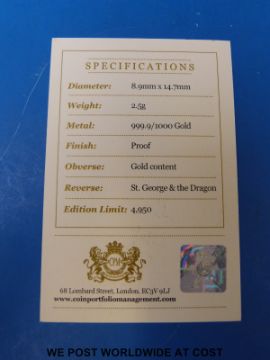 SPECIFICATIONS
Diameter: 8.9mm x 14.7mm
Weight: 2.5g
Metal: 999.9/1000 Gold
Finish: Proof
Obverse: Gold content
Reverse: St. George & the Dragon
Edition Limit: 4,950
CPM
68 Lombard Street, London, EC3V 9LJ
www.coinportfoliomanagement.com
WE POST WORLDWIDE AT COST